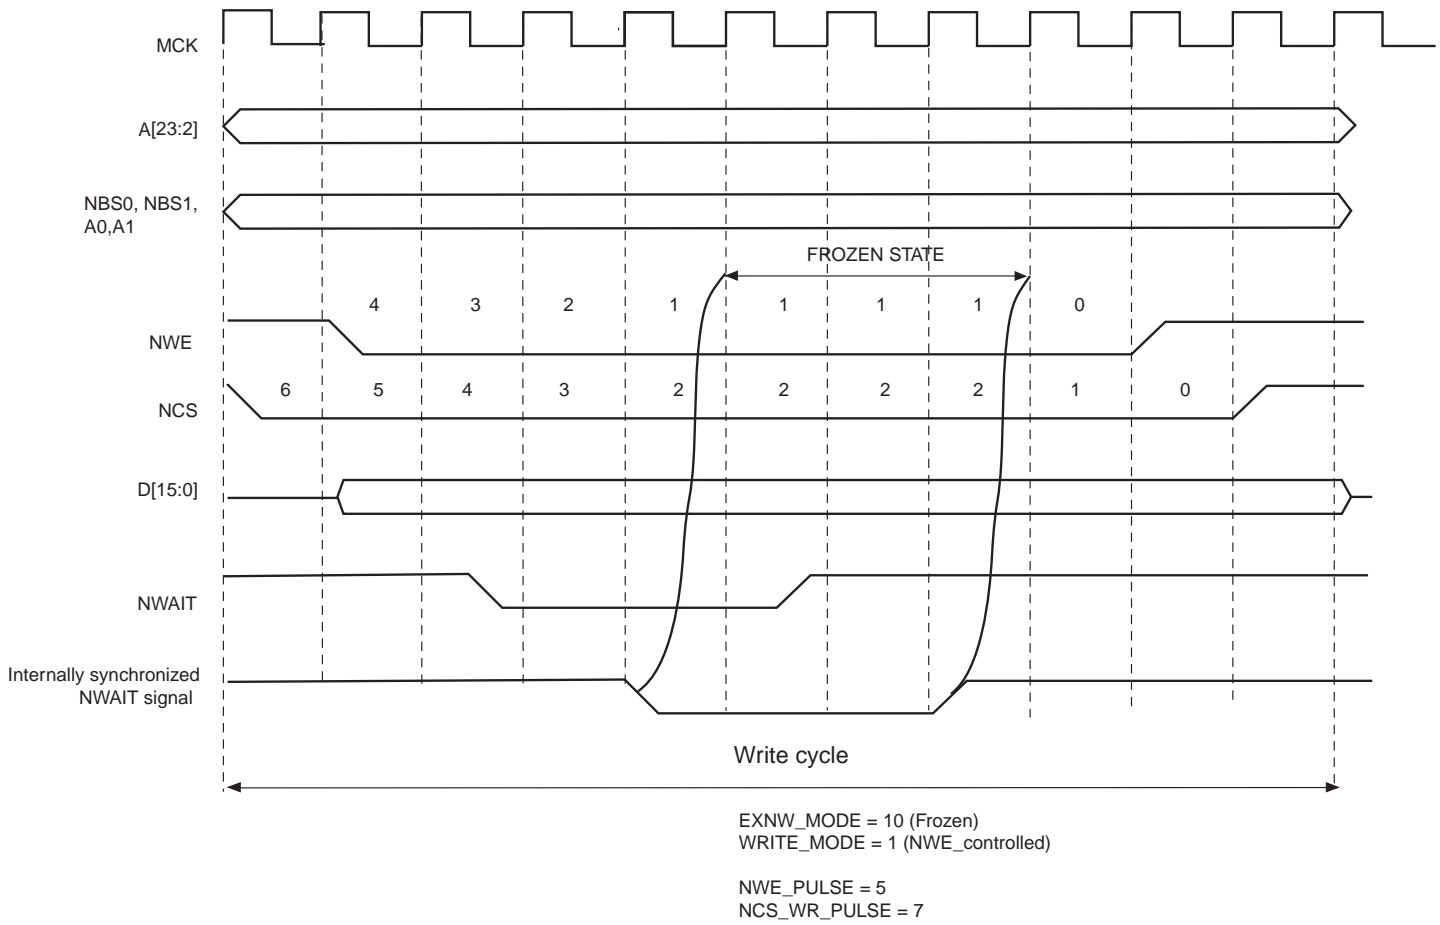 MCK
A[23:2]
NBS0, NBS1,
A0,A1
FROZEN STATE
4 3 2 1 1 1 1 0
NWE
6 5 4 3 2 2 2 2 1 0
NCS
D[15:0]
NWAIT
Internally synchronized
NWAIT signal
Write cycle
EXNW_MODE = 10 (Frozen)
WRITE_MODE = 1 (NWE_controlled)
NWE_PULSE = 5
NCS_WR_PULSE = 7